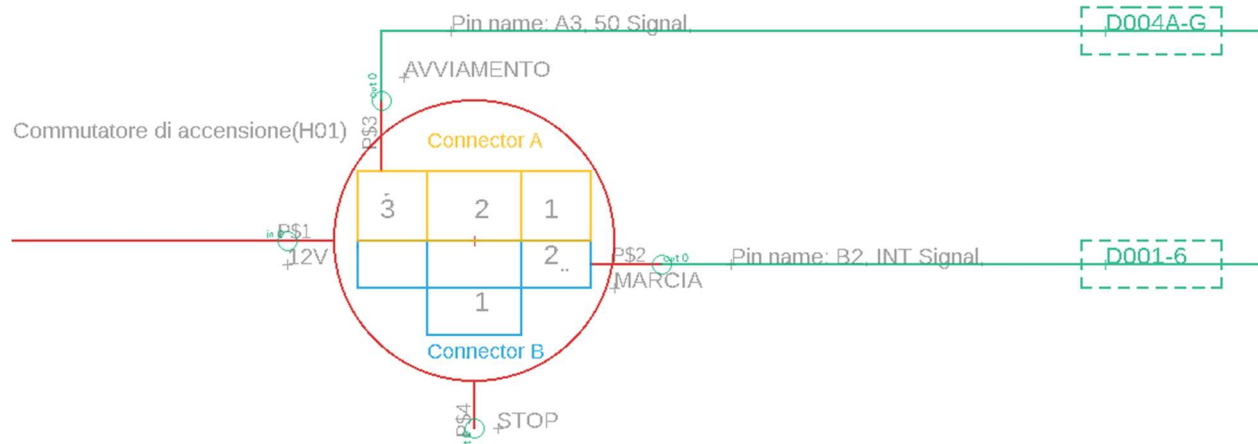 Pin name: A3, 50 Signal,
D004A-G
out 0
AVVIAMENTO
Commutatore di accensione(H01)
P$3
Connector A
3
2
1
in 0
P$1
12V
2
P$2
out 0
Pin name: B2, INT Signal,
D001-6
MARCIA
1
Connector B
P$4
STOP